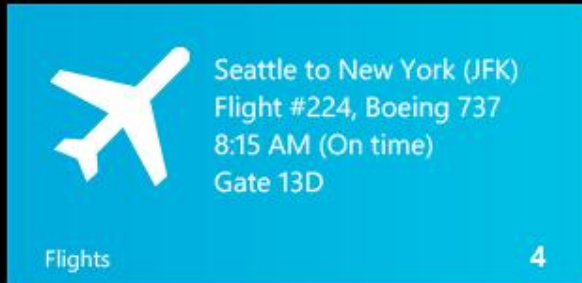 Seattle to New York (JFK)
Flight #224, Boeing 737
8:15 AM (On time)
Gate 13D
Flights
4